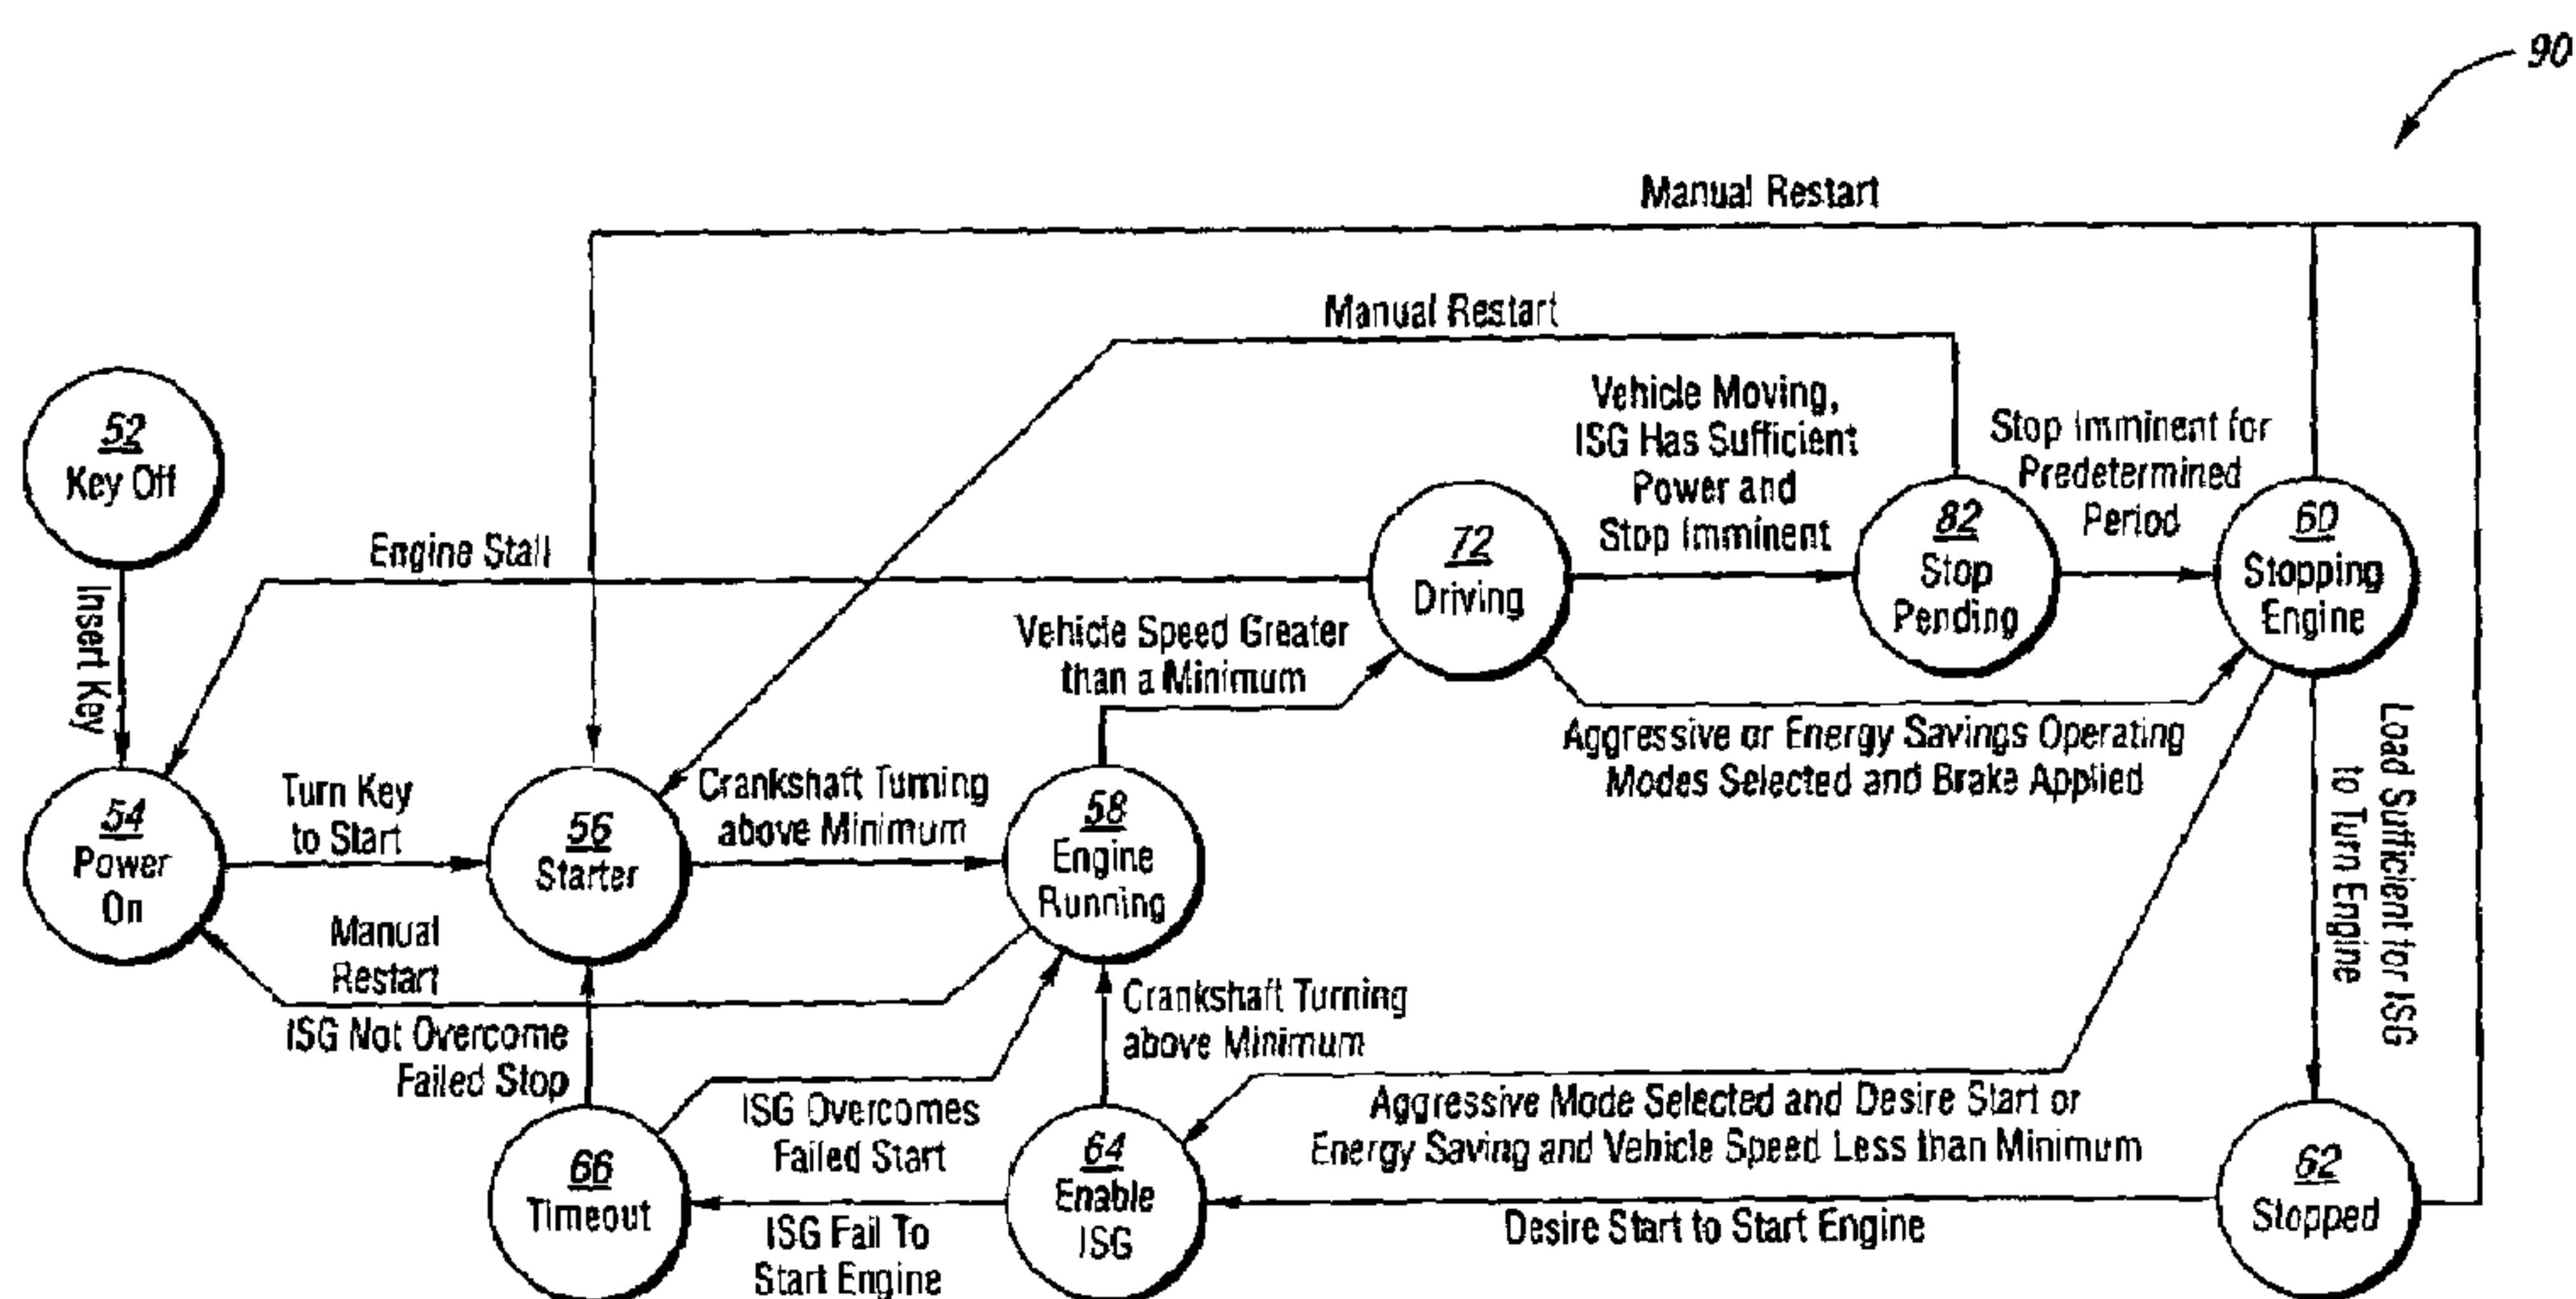 90
Manual Restart
Manual Restart
Vehicle Moving,
ISG Has Sufficient
Power and
Stop Imminent
Stop Imminent for
Predetermined
Period
52
Key Off
Engine Stall
72
Driving
82
Stop
Pending
60
Stopping
Engine
Insert Key
Vehicle Speed Greater
than a Minimum
Aggressive or Energy Savings Operating
Modes Selected and Brake Applied
Load Sufficient for ISG
to Turn Engine
54
Power
On
Turn Key
to Start
56
Starter
Crankshaft Turning
above Minimum
58
Engine
Running
Manual
Restart
ISG Not Overcome
Failed Stop
Crankshaft Turning
above Minimum
ISG Overcomes
Failed Start
Aggressive Mode Selected and Desire Start or
Energy Saving and Vehicle Speed Less than Minimum
66
Timeout
ISG Fail To
Start Engine
64
Enable
ISG
Desire Start to Start Engine
62
Stopped